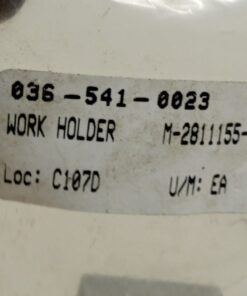 036-541-0023
WORK HOLDER M-2811155-
Loc: C107D U/M: EA